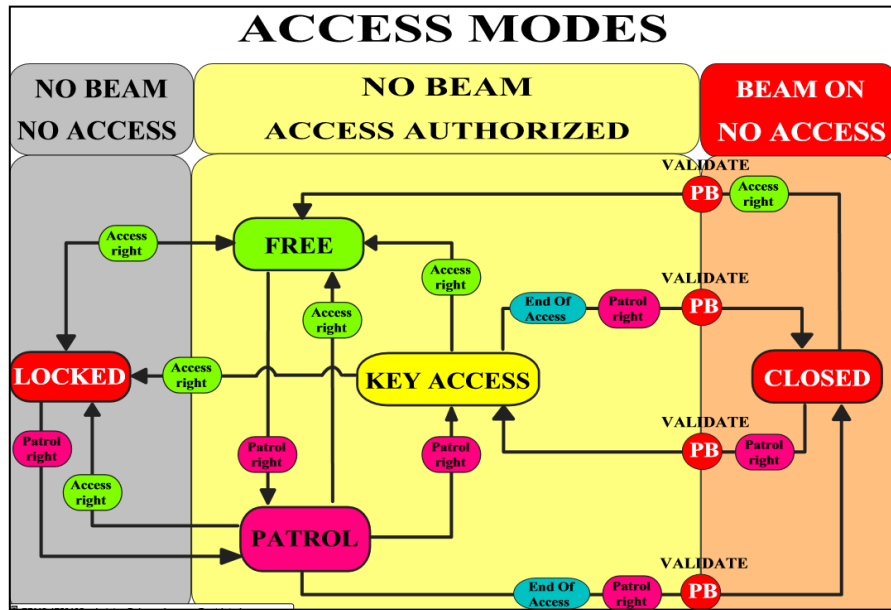 ACCESS MODES
NO BEAM
NO ACCESS
NO BEAM
ACCESS AUTHORIZED
BEAM ON
NO ACCESS
VALIDATE
PB
Access
right
Access
right
FREE
Access
right
VALIDATE
End Of
Access
Patrol
right
PB
Access
right
LOCKED
Access
right
KEY ACCESS
CLOSED
VALIDATE
Patrol
right
Patrol
right
Patrol
right
PB
Patrol
right
Access
right
PATROL
VALIDATE
End Of
Access
Patrol
right
PB